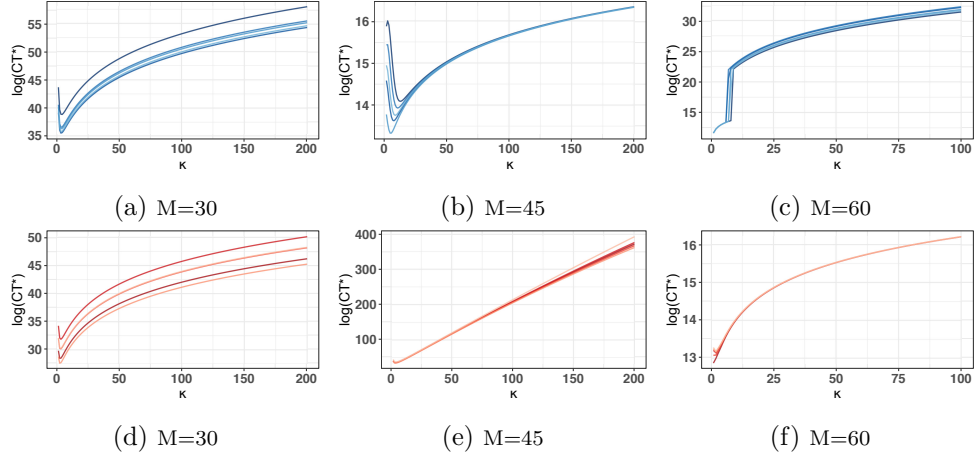 log(CT*)
55
50
45
40
35
0 50 100 150 200
K
(a) M=30
log(CT*)
16
15
14
0 50 100 150 200
K
(b) M=45
log(CT*)
30
25
20
15
0 25 50 75 100
K
(c) M=60
log(CT*)
50
45
40
35
30
0 50 100 150 200
K
(d) M=30
log(CT*)
400
300
200
100
0 50 100 150 200
K
(e) M=45
log(CT*)
16
15
14
13
0 25 50 75 100
K
(f) M=60